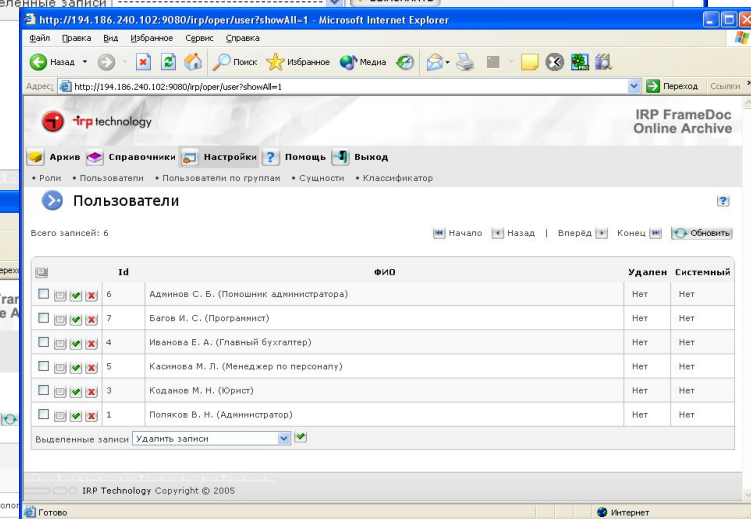 выделенные записи
http://194.186.240.102:9080/irp/oper/user?showAll=1 - Microsoft Internet Explorer
Файл Правка Вид Избранное Сервис Справка
Назад Поиск Избранное Медиа
Адрес: http://194.186.240.102:9080/irp/oper/user?showAll=1 Переход Ссылки
irp technology
IRP FrameDoc
Online Archive
Архив Справочники Настройки Помощь Выход
• Роли • Пользователи • Пользователи по группам • Сущности • Классификатор
Пользователи
Всего записей: 6 Начало Назад | Вперёд Конец Обновить
Id ФИО Удален Системный
6 Админов С. Б. (Помошник администратора) Нет Нет
7 Багов И. С. (Программист) Нет Нет
4 Иванова Е. А. (Главный бухгалтер) Нет Нет
5 Касимова М. Л. (Менеджер по персоналу) Нет Нет
3 Коданов М. Н. (Юрист) Нет Нет
1 Поляков В. Н. (Администратор) Нет Нет
Выделенные записи Удалить записи
IRP Technology Copyright © 2005
Готово Интернет